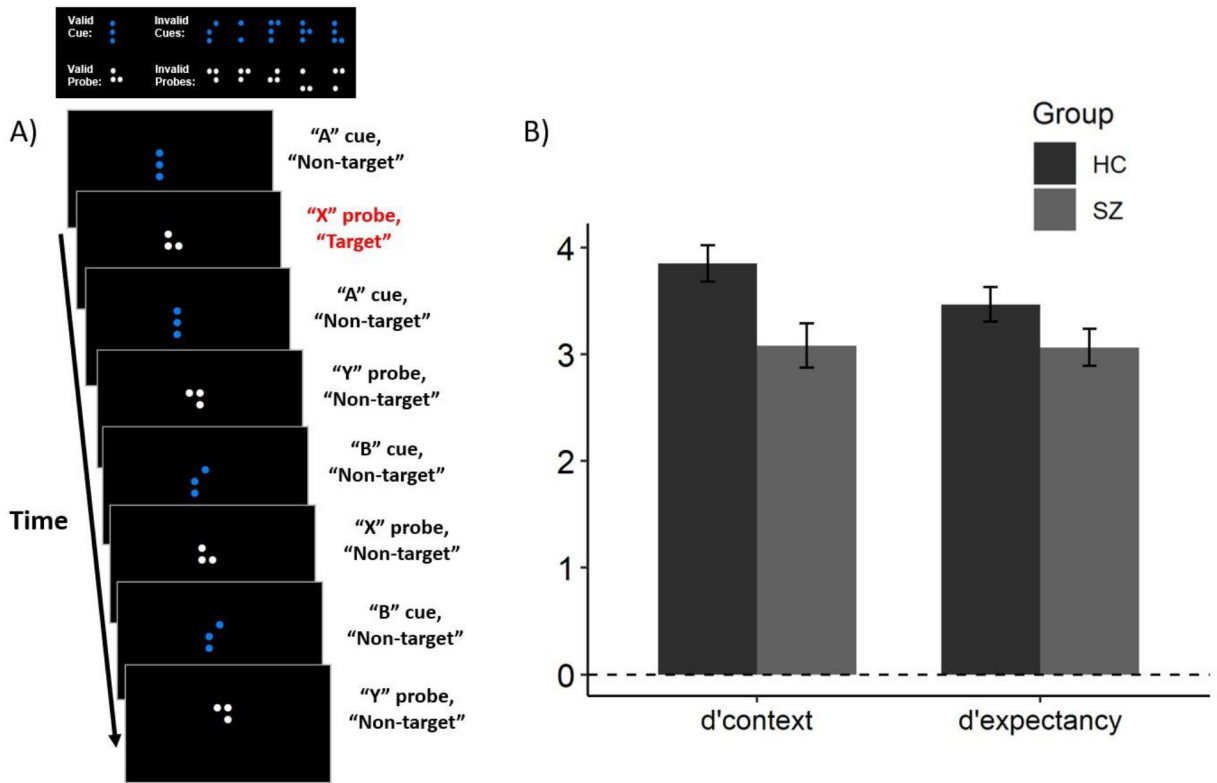 Valid
Cue:
Invalid
Cues:
Valid
Probe:
Invalid
Probes:
A)
“A” cue,
“Non-target”
“X” probe,
“Target”
“A” cue,
“Non-target”
“Y” probe,
“Non-target”
“B” cue,
“Non-target”
“X” probe,
“Non-target”
“B” cue,
“Non-target”
“Y” probe,
“Non-target”
Time
B)
Group
HC
SZ
4
3
2
1
0
d'context
d'expectancy